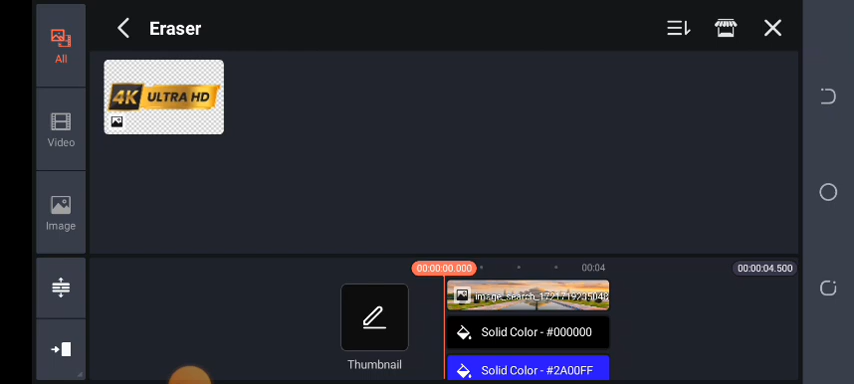 Eraser
All
4K ULTRA HD
Video
Image
00:00:00.000
00:04
00:00:04.500
Solid Color - #000000
Thumbnail
Solid Color - #2A00FF